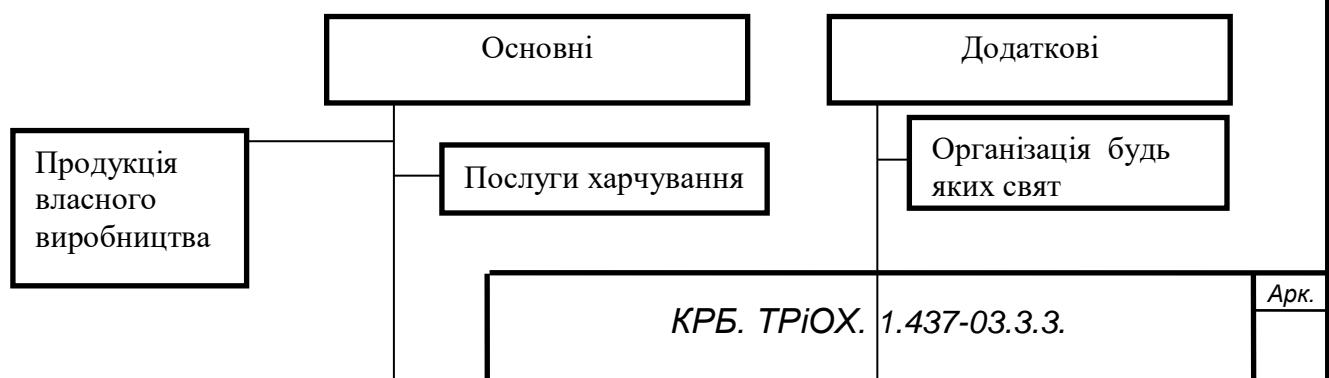 Основні
Додаткові
Продукція
власного
виробництва
Послуги харчування
Організація будь
яких свят
КРБ. ТРіОХ. 1.437-03.3.3.
Арк.